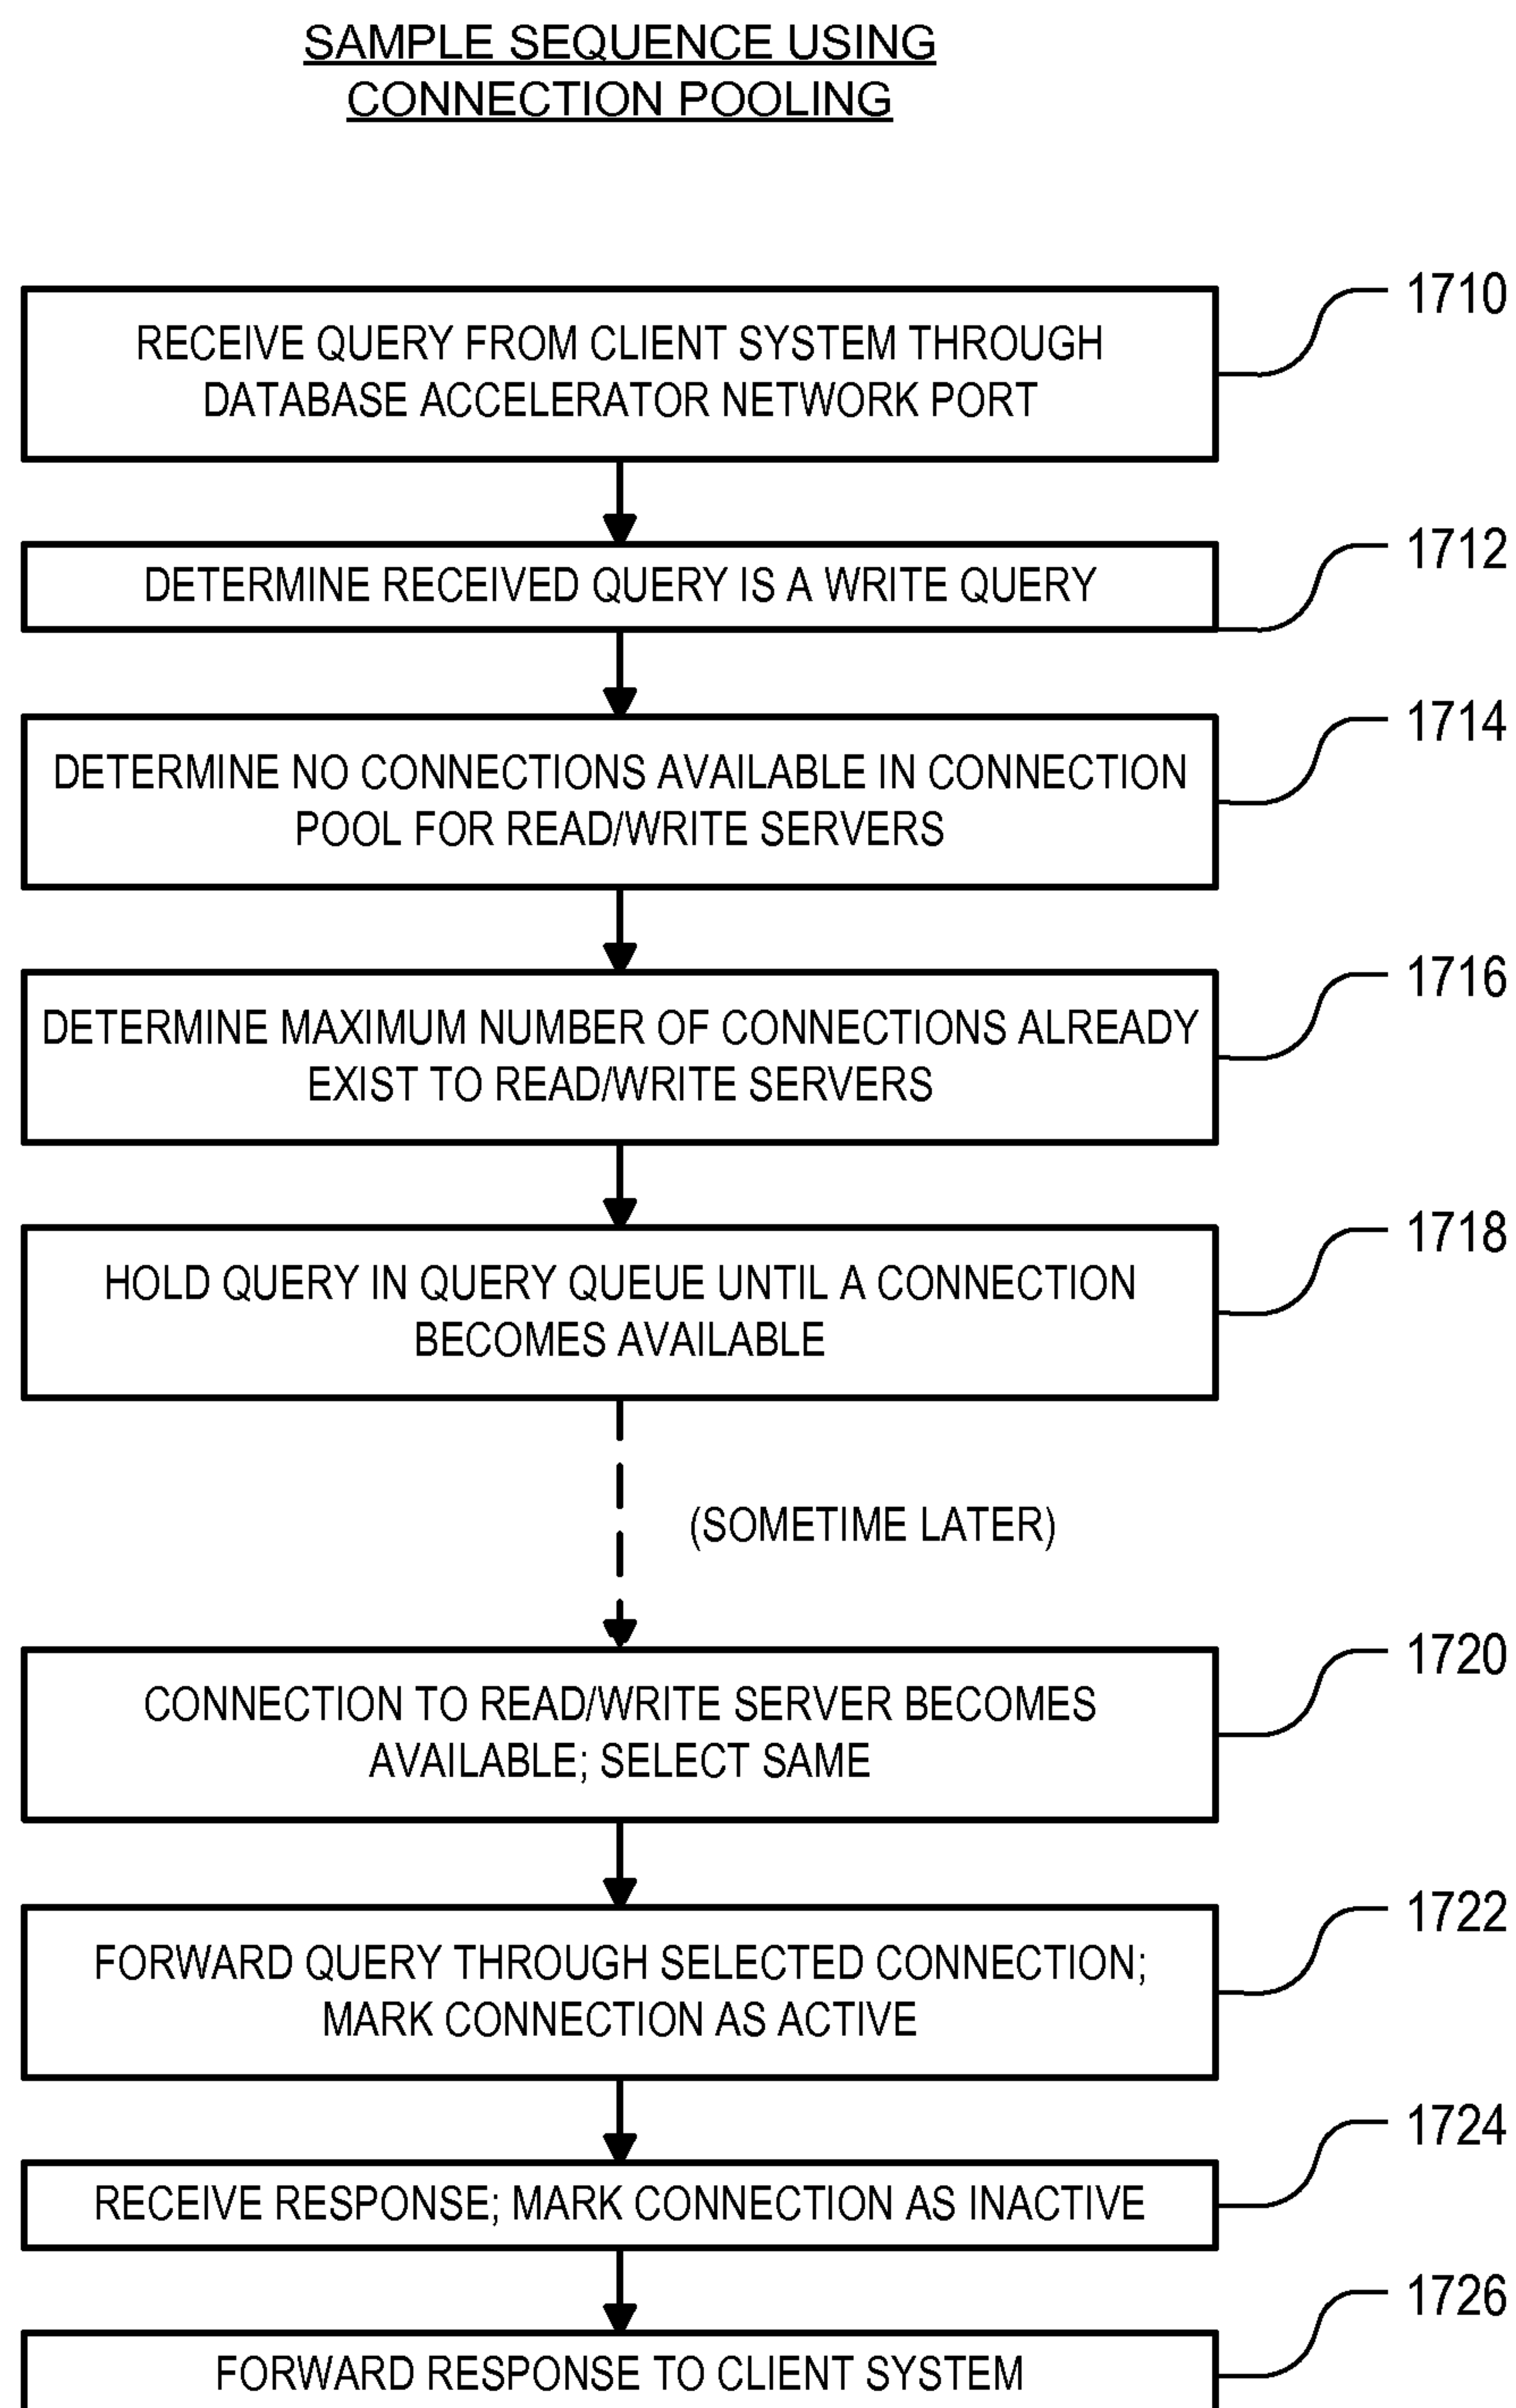 SAMPLE SEQUENCE USING
CONNECTION POOLING
1710
RECEIVE QUERY FROM CLIENT SYSTEM THROUGH
DATABASE ACCELERATOR NETWORK PORT
1712
DETERMINE RECEIVED QUERY IS A WRITE QUERY
1714
DETERMINE NO CONNECTIONS AVAILABLE IN CONNECTION
POOL FOR READ/WRITE SERVERS
1716
DETERMINE MAXIMUM NUMBER OF CONNECTIONS ALREADY
EXIST TO READ/WRITE SERVERS
1718
HOLD QUERY IN QUERY QUEUE UNTIL A CONNECTION
BECOMES AVAILABLE
(SOMETIME LATER)
1720
CONNECTION TO READ/WRITE SERVER BECOMES
AVAILABLE; SELECT SAME
1722
FORWARD QUERY THROUGH SELECTED CONNECTION;
MARK CONNECTION AS ACTIVE
1724
RECEIVE RESPONSE; MARK CONNECTION AS INACTIVE
1726
FORWARD RESPONSE TO CLIENT SYSTEM